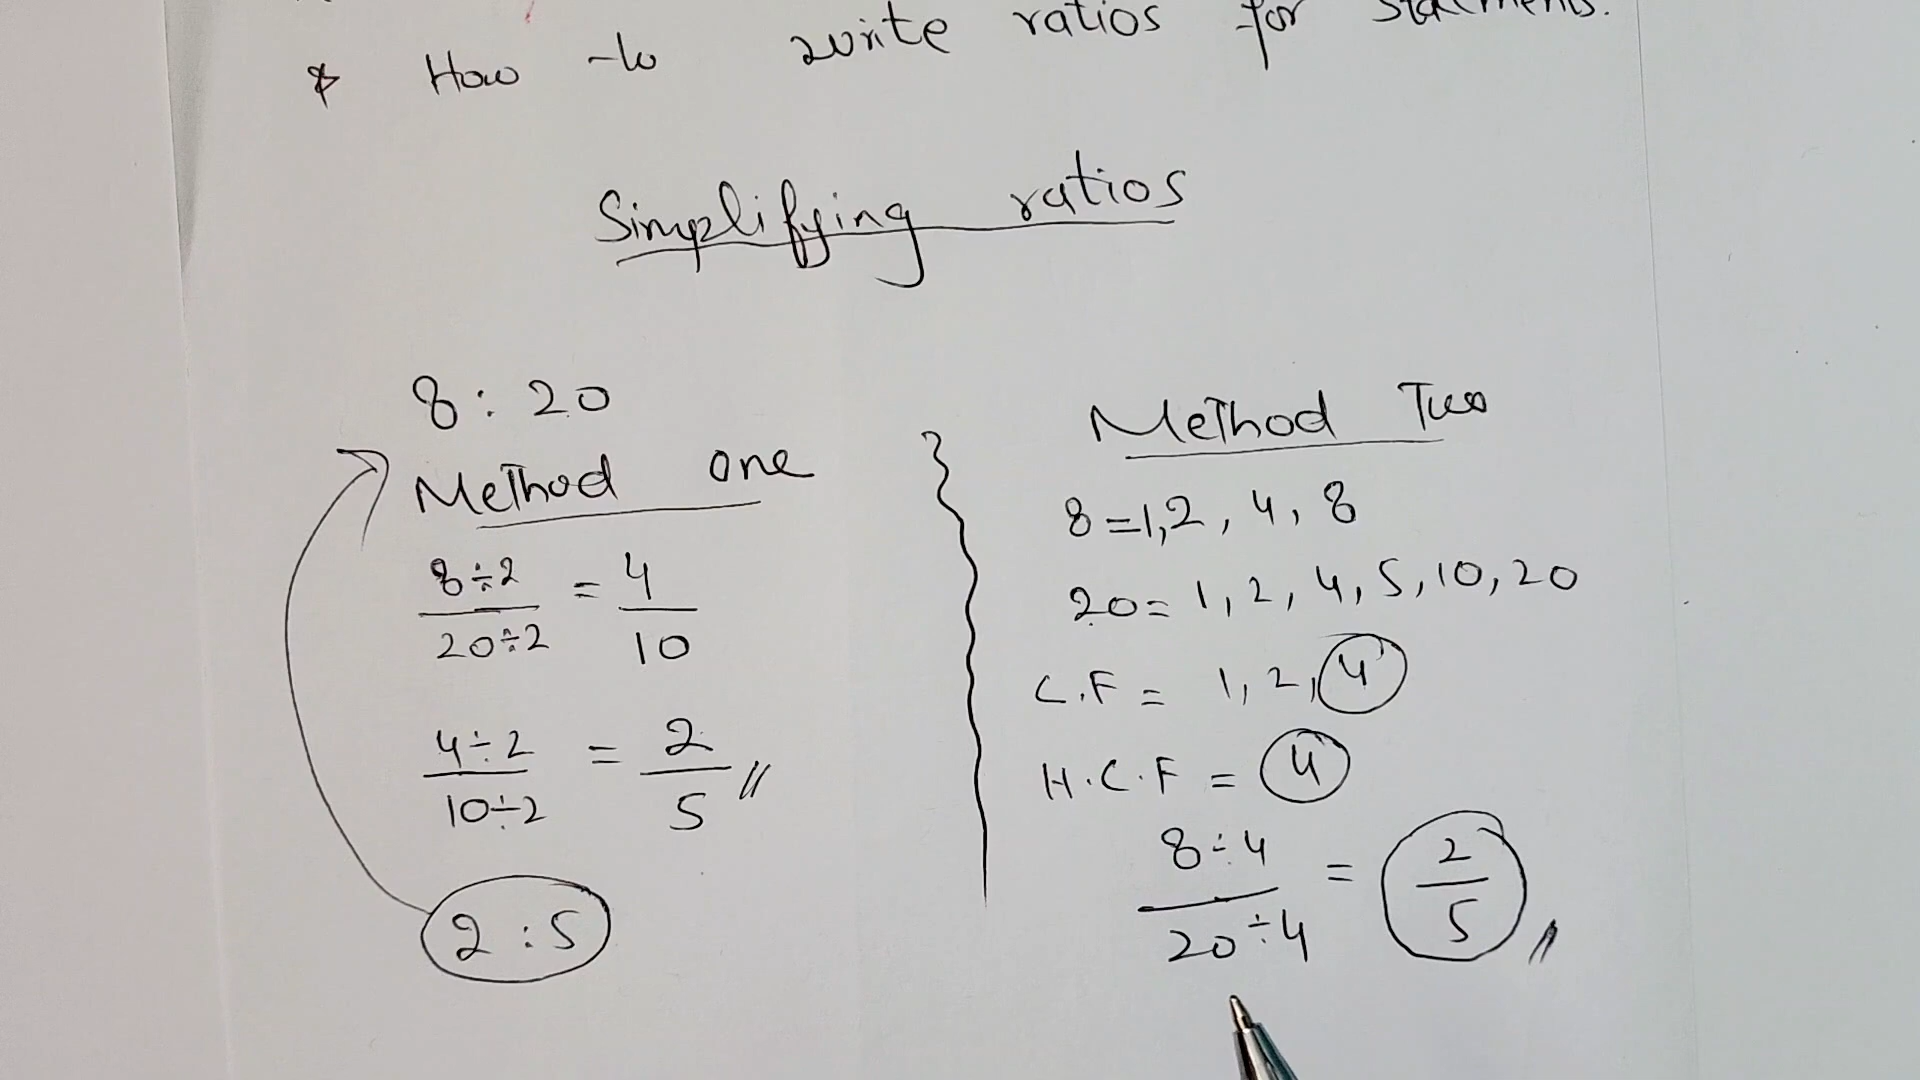 * How to write ratios for statements.
Simplifying ratios
8 : 20
Method one
8÷2 = 4
20÷2 10
4÷2 = 2
10÷2 5 //
2 : 5
Method Two
8 = 1, 2, 4, 8
20 = 1, 2, 4, 5, 10, 20
C.F = 1, 2, 4
H.C.F = 4
8÷4 = 2
20÷4 5 //